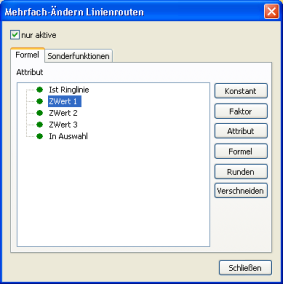 Mehrfach-Ändern Linienrouten
nur aktive
Formel Sonderfunktionen
Attribut
Ist Ringlinie
ZWert 1
ZWert 2
ZWert 3
In Auswahl
Konstant
Faktor
Attribut
Formel
Runden
Verschneiden
Schließen